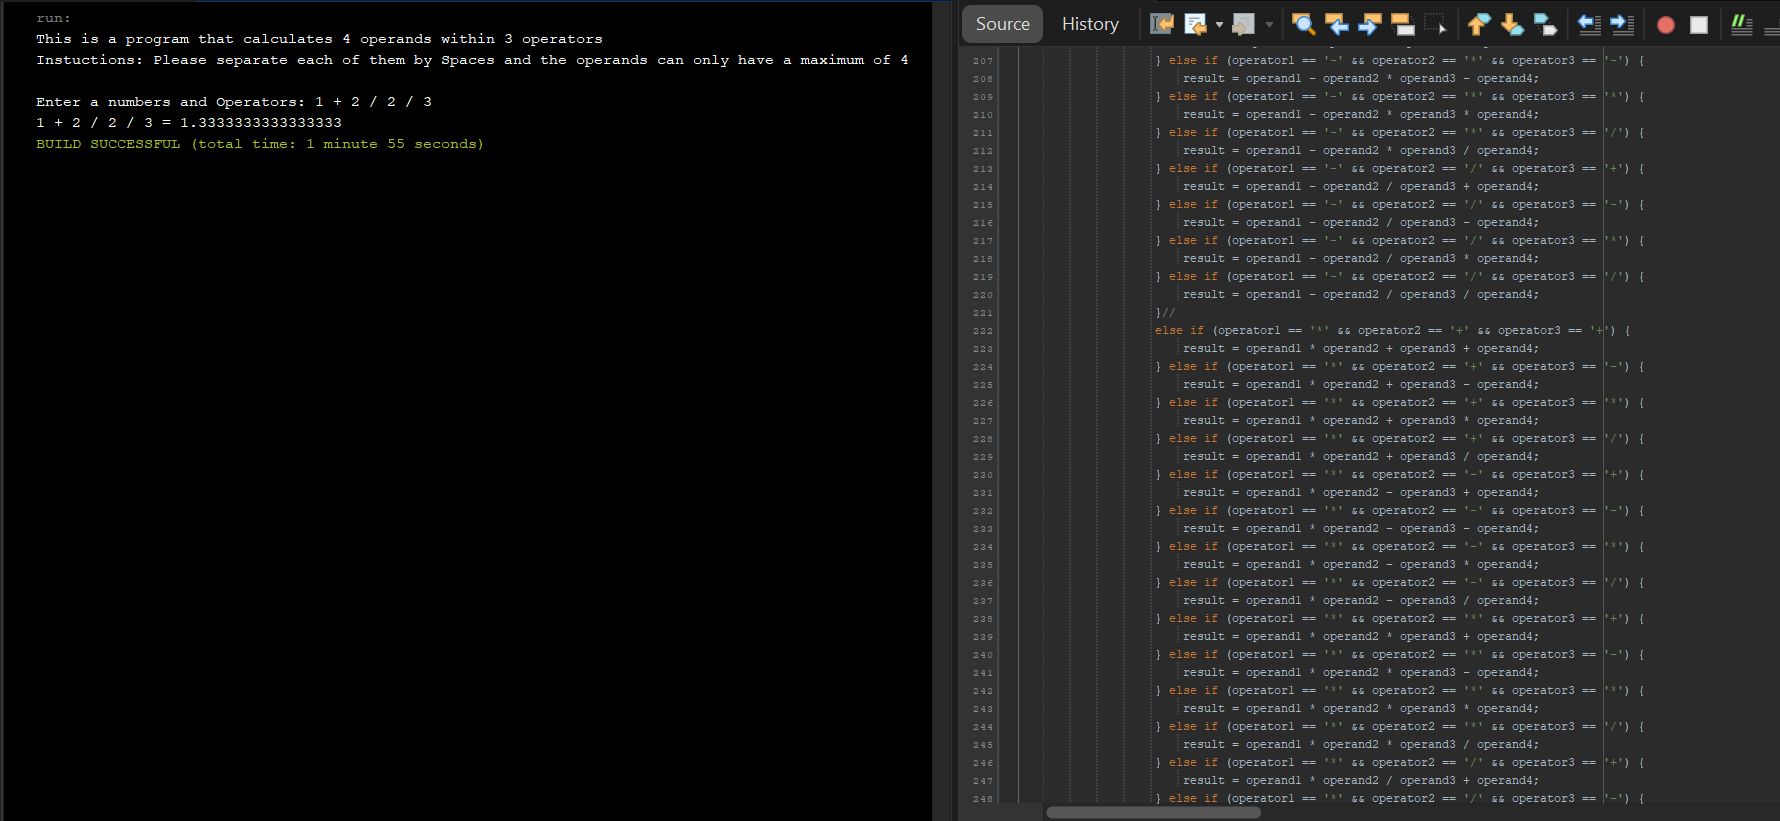 run:
This is a program that calculates 4 operands within 3 operators
Instuctions: Please separate each of them by Spaces and the operands can only have a maximum of 4
Enter a numbers and Operators: 1 + 2 / 2 / 3
1 + 2 / 2 / 3 = 1.3333333333333333
BUILD SUCCESSFUL (total time: 1 minute 55 seconds)
Source History
207 } else if (operator1 == '-' && operator2 == '*' && operator3 == '-') {
208 result = operand1 - operand2 * operand3 - operand4;
209 } else if (operator1 == '-' && operator2 == '*' && operator3 == '*') {
210 result = operand1 - operand2 * operand3 * operand4;
211 } else if (operator1 == '-' && operator2 == '*' && operator3 == '/') {
212 result = operand1 - operand2 * operand3 / operand4;
213 } else if (operator1 == '-' && operator2 == '/' && operator3 == '+') {
214 result = operand1 - operand2 / operand3 + operand4;
215 } else if (operator1 == '-' && operator2 == '/' && operator3 == '-') {
216 result = operand1 - operand2 / operand3 - operand4;
217 } else if (operator1 == '-' && operator2 == '/' && operator3 == '*') {
218 result = operand1 - operand2 / operand3 * operand4;
219 } else if (operator1 == '-' && operator2 == '/' && operator3 == '/') {
220 result = operand1 - operand2 / operand3 / operand4;
221 }//
222 else if (operator1 == '*' && operator2 == '+' && operator3 == '+') {
223 result = operand1 * operand2 + operand3 + operand4;
224 } else if (operator1 == '*' && operator2 == '+' && operator3 == '-') {
225 result = operand1 * operand2 + operand3 - operand4;
226 } else if (operator1 == '*' && operator2 == '+' && operator3 == '*') {
227 result = operand1 * operand2 + operand3 * operand4;
228 } else if (operator1 == '*' && operator2 == '+' && operator3 == '/') {
229 result = operand1 * operand2 + operand3 / operand4;
230 } else if (operator1 == '*' && operator2 == '-' && operator3 == '+') {
231 result = operand1 * operand2 - operand3 + operand4;
232 } else if (operator1 == '*' && operator2 == '-' && operator3 == '-') {
233 result = operand1 * operand2 - operand3 - operand4;
234 } else if (operator1 == '*' && operator2 == '-' && operator3 == '*') {
235 result = operand1 * operand2 - operand3 * operand4;
236 } else if (operator1 == '*' && operator2 == '-' && operator3 == '/') {
237 result = operand1 * operand2 - operand3 / operand4;
238 } else if (operator1 == '*' && operator2 == '*' && operator3 == '+') {
239 result = operand1 * operand2 * operand3 + operand4;
240 } else if (operator1 == '*' && operator2 == '*' && operator3 == '-') {
241 result = operand1 * operand2 * operand3 - operand4;
242 } else if (operator1 == '*' && operator2 == '*' && operator3 == '*') {
243 result = operand1 * operand2 * operand3 * operand4;
244 } else if (operator1 == '*' && operator2 == '*' && operator3 == '/') {
245 result = operand1 * operand2 * operand3 / operand4;
246 } else if (operator1 == '*' && operator2 == '/' && operator3 == '+') {
247 result = operand1 * operand2 / operand3 + operand4;
248 } else if (operator1 == '*' && operator2 == '/' && operator3 == '-') {